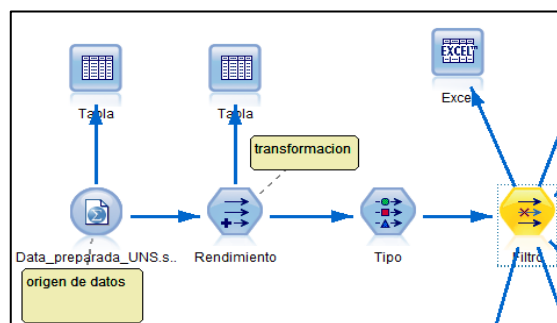 EXCEL
Tabla
Tabla
Excel
transformacion
Data_preparada_UNS.s..
Rendimiento
Tipo
Filtro
origen de datos